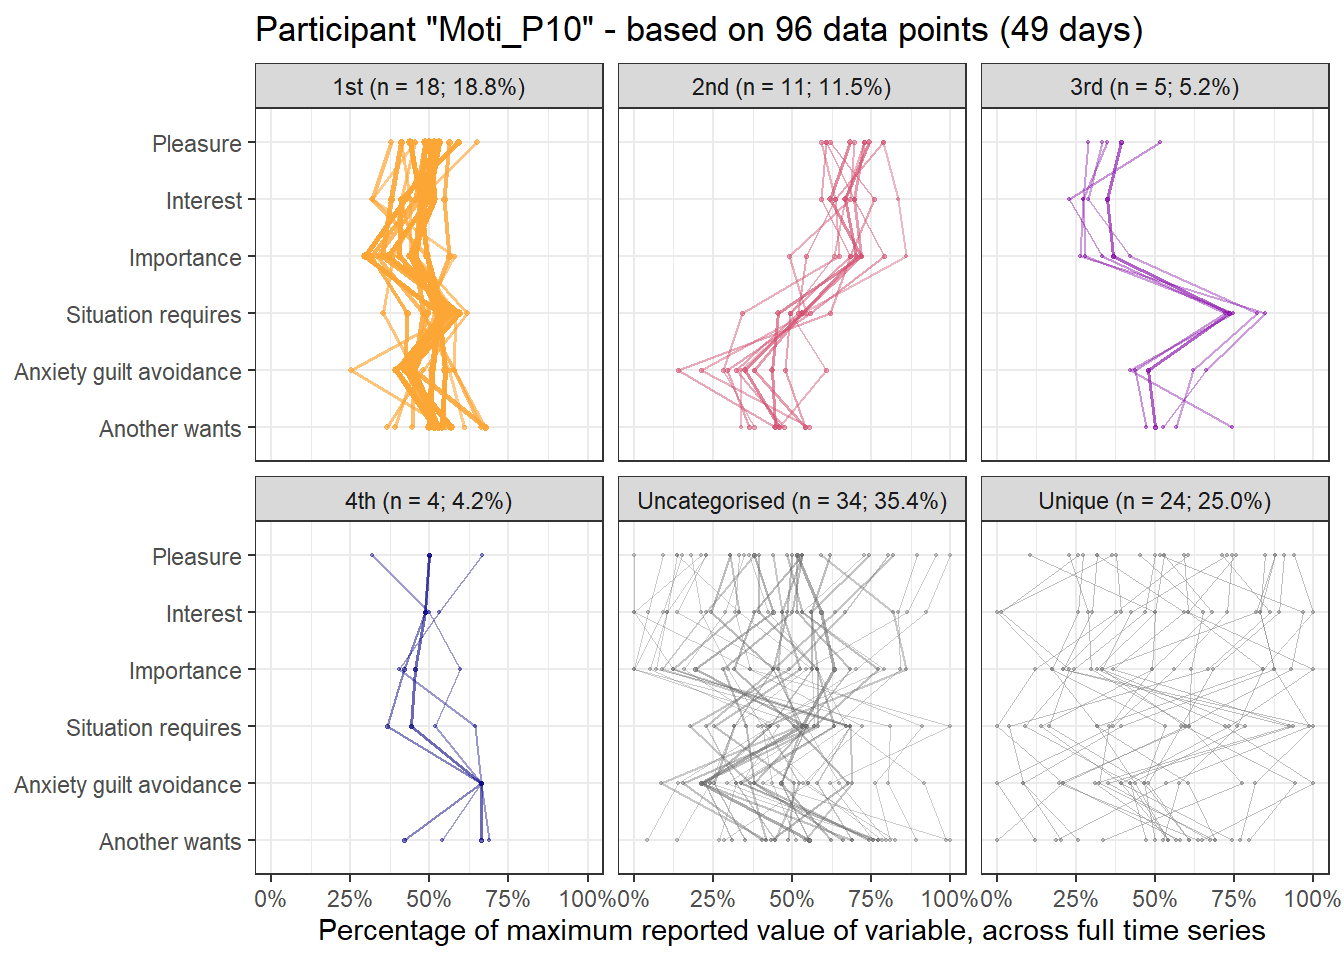 Participant "Moti_P10" - based on 96 data points (49 days)
1st (n = 18; 18.8%)
2nd (n = 11; 11.5%)
3rd (n = 5; 5.2%)
Pleasure
Interest
Importance
Situation requires
Anxiety guilt avoidance
Another wants
4th (n = 4; 4.2%)
Uncategorised (n = 34; 35.4%)
Unique (n = 24; 25.0%)
Pleasure
Interest
Importance
Situation requires
Anxiety guilt avoidance
Another wants
0% 25% 50% 75% 100%
0% 25% 50% 75% 100%
0% 25% 50% 75% 100%
Percentage of maximum reported value of variable, across full time series